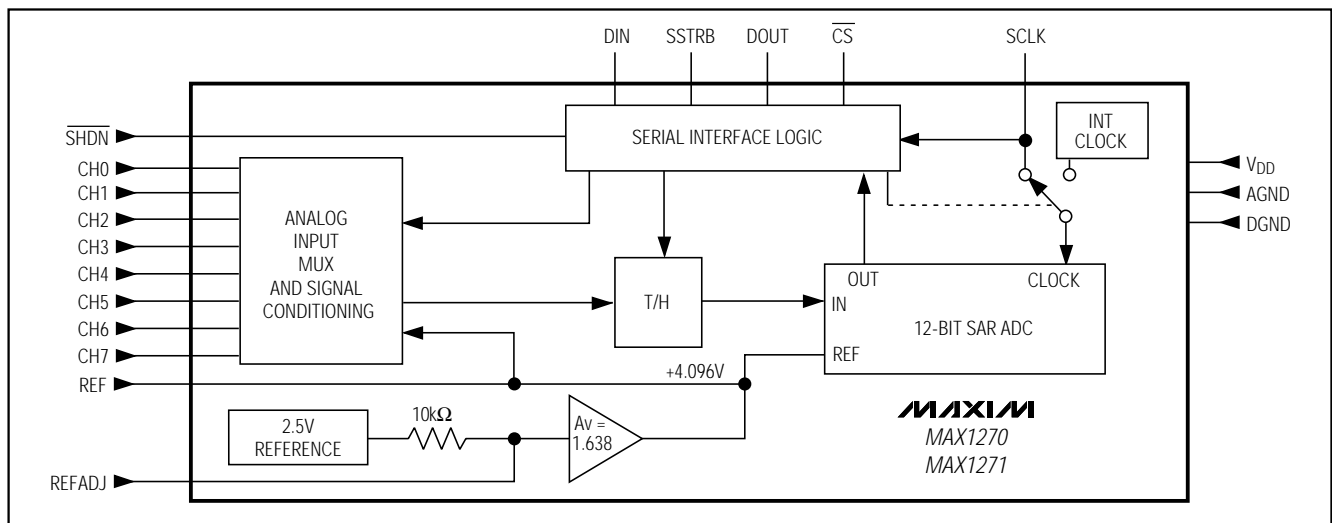 DIN SSTRB DOUT CS SCLK
SHDN
CH0
CH1
CH2
CH3
CH4
CH5
CH6
CH7
REF
REFADJ
SERIAL INTERFACE LOGIC
INT
CLOCK
VDD
AGND
DGND
ANALOG
INPUT
MUX
AND SIGNAL
CONDITIONING
T/H
OUT CLOCK
IN
12-BIT SAR ADC
REF
+4.096V
2.5V
REFERENCE
10kΩ
Av =
1.638
MAXIM
MAX1270
MAX1271